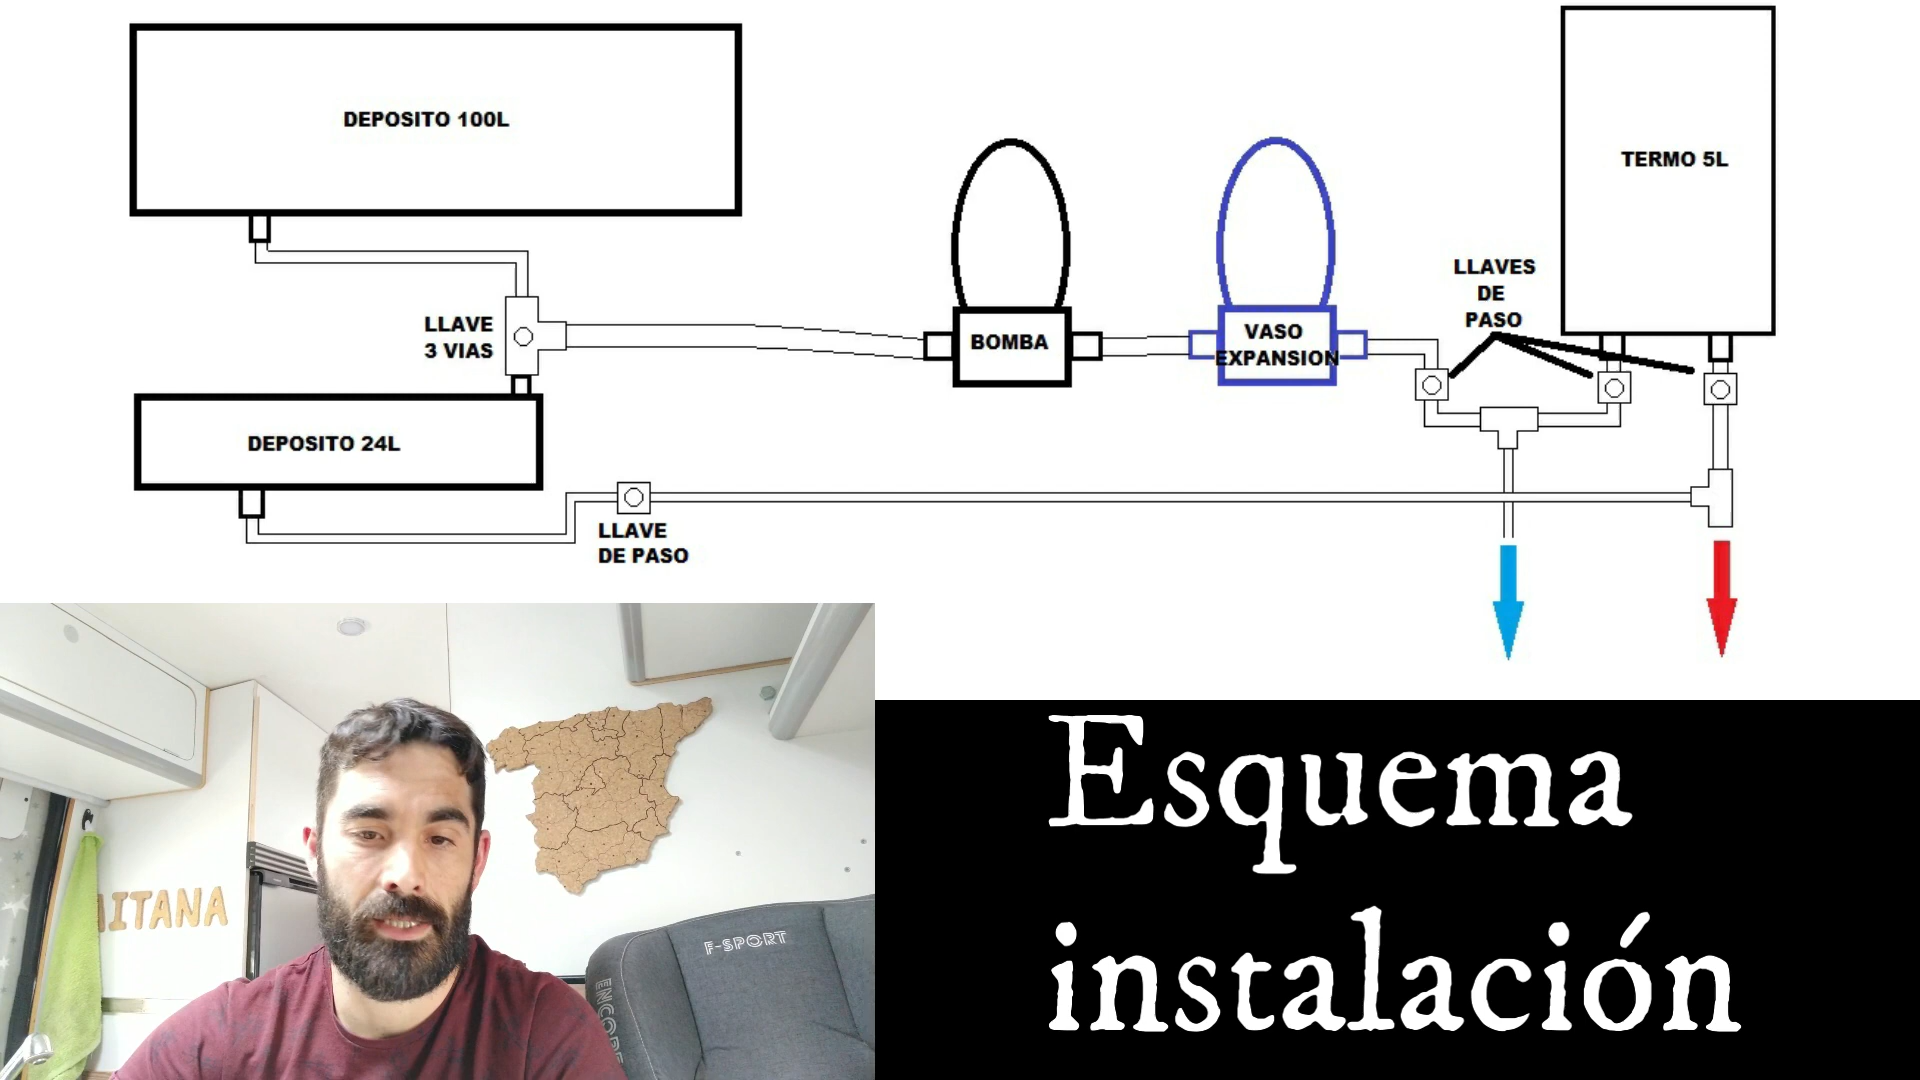 DEPOSITO 100L
TERMO 5L
LLAVES
DE
PASO
LLAVE
3 VIAS
BOMBA
VASO
EXPANSION
DEPOSITO 24L
LLAVE
DE PASO
Esquema
instalación
AITANA
F-SPORT